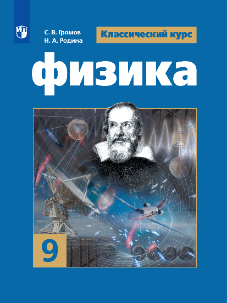 С. В. Громов
Н. А. Родина
Классический курс
физика
9